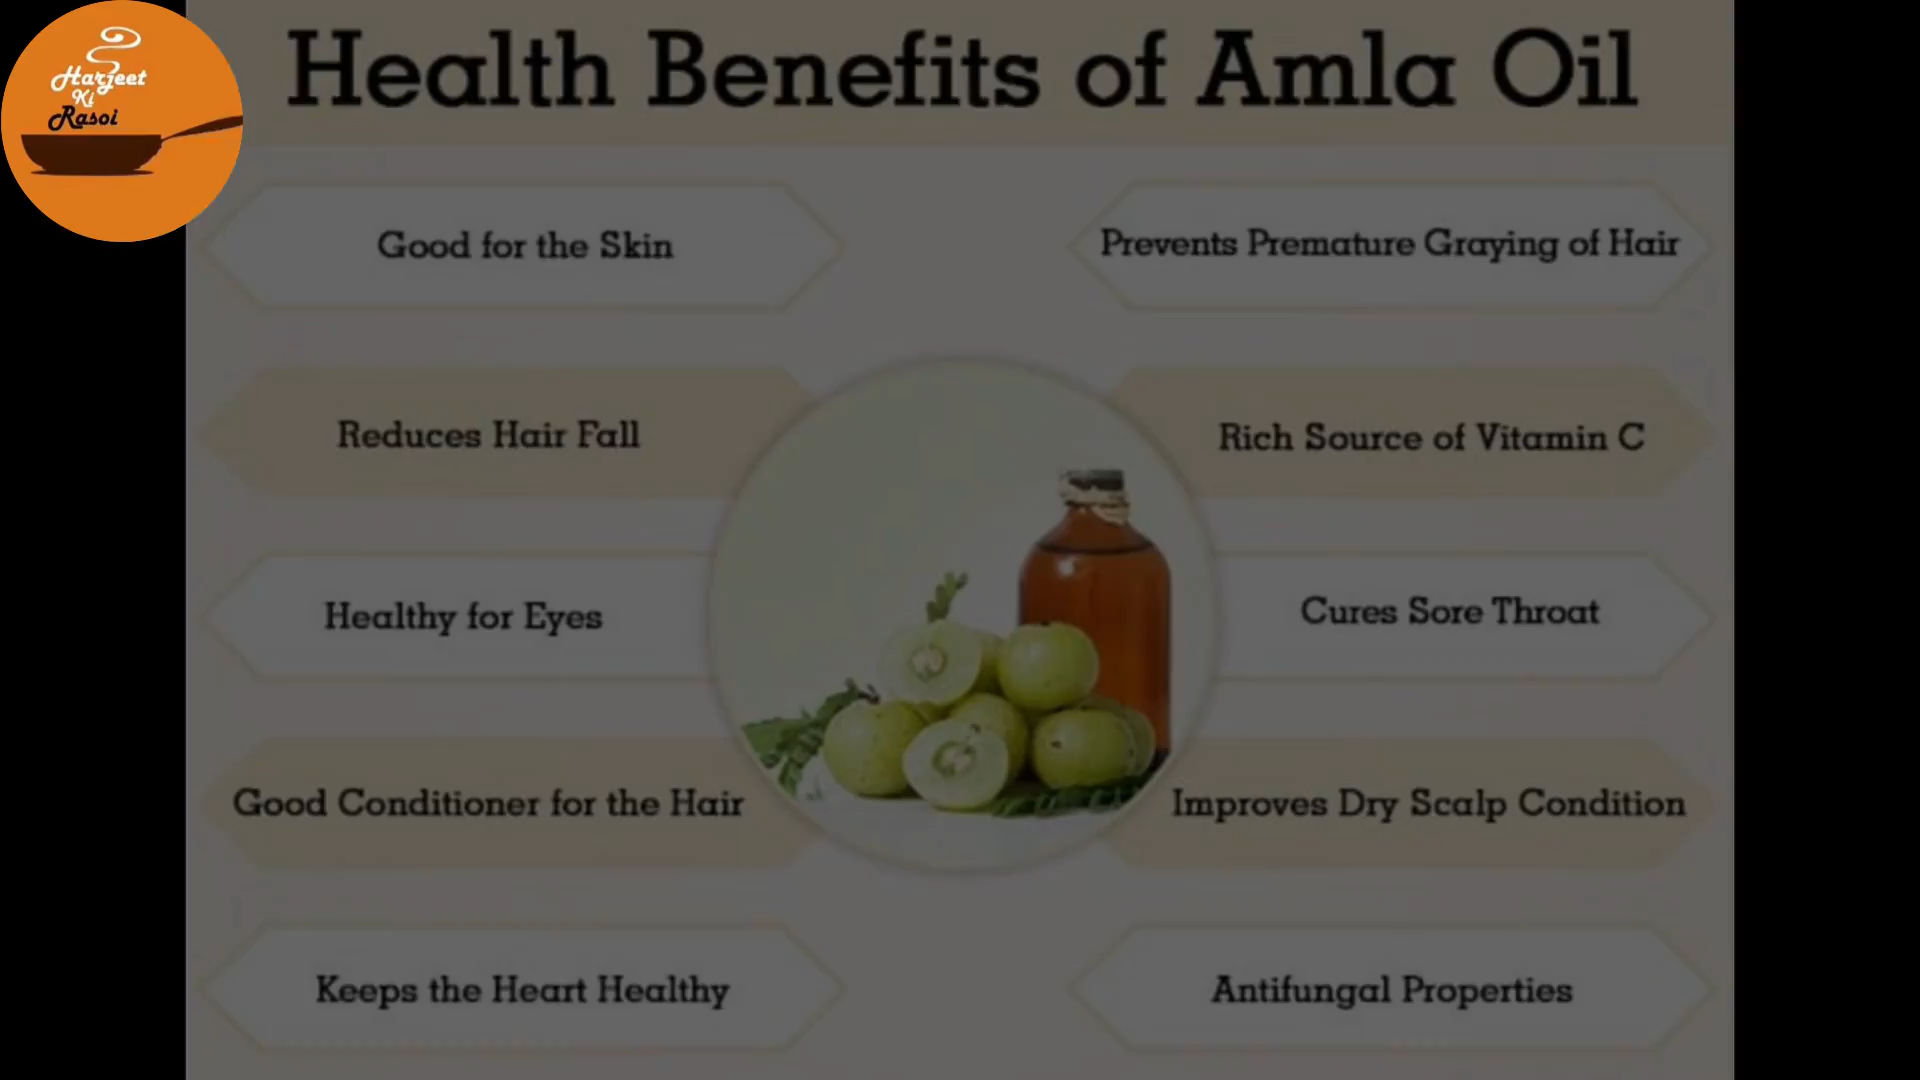 Harjeet
Ki
Rasoi
Health Benefits of Amla Oil
Good for the Skin
Prevents Premature Graying of Hair
Reduces Hair Fall
Rich Source of Vitamin C
Healthy for Eyes
Cures Sore Throat
Good Conditioner for the Hair
Improves Dry Scalp Condition
Keeps the Heart Healthy
Antifungal Properties